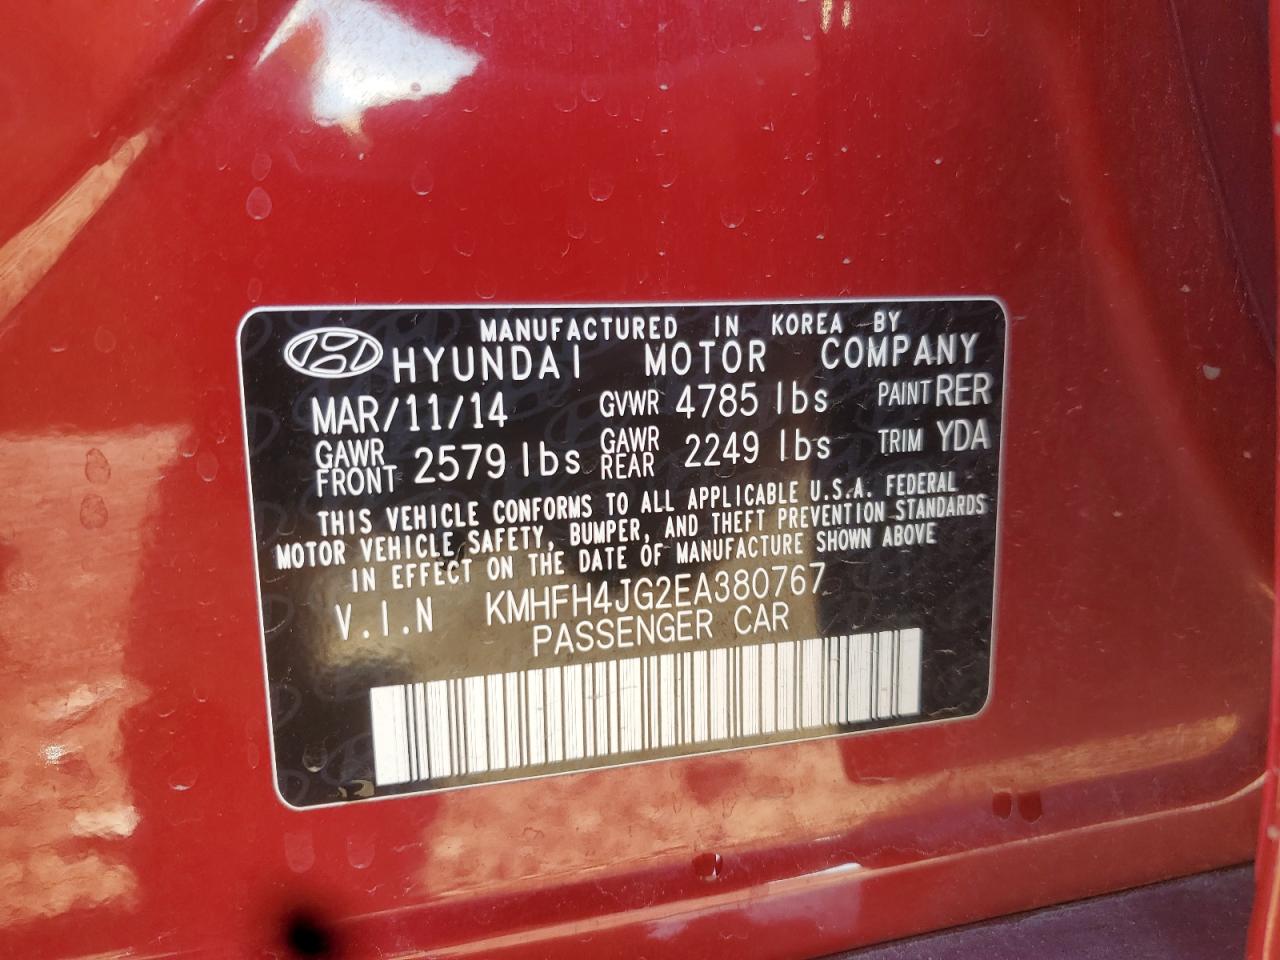 MANUFACTURED IN KOREA BY
HYUNDAI MOTOR COMPANY
MAR/11/14 GVWR 4785 lbs PAINT RER
GAWR FRONT 2579 lbs GAWR REAR 2249 lbs TRIM YDA
THIS VEHICLE CONFORMS TO ALL APPLICABLE U.S.A. FEDERAL
MOTOR VEHICLE SAFETY, BUMPER, AND THEFT PREVENTION STANDARDS
IN EFFECT ON THE DATE OF MANUFACTURE SHOWN ABOVE
V.I.N KMHFH4JG2EA380767
PASSENGER CAR